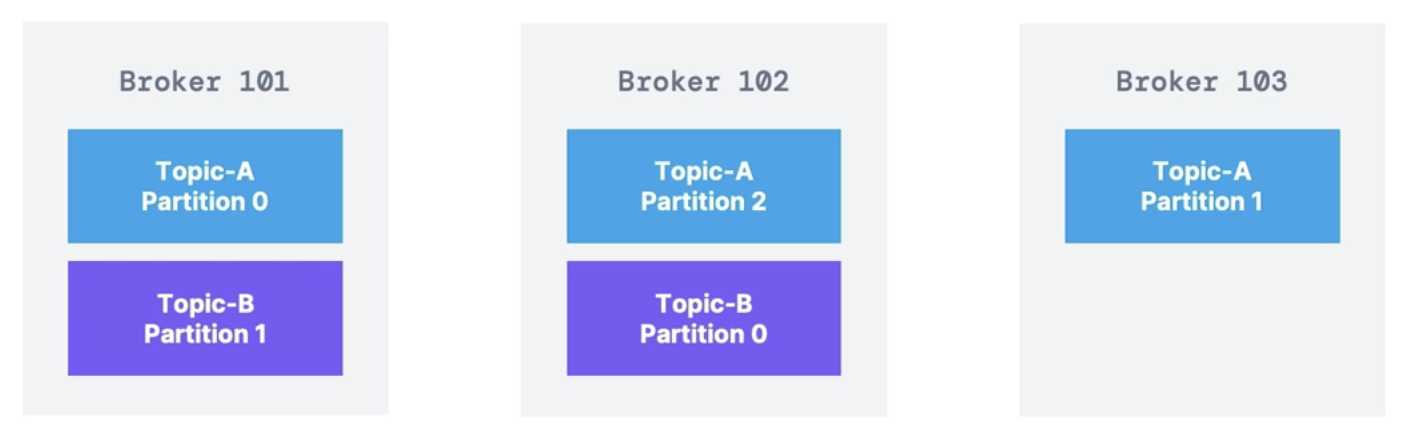 Broker 101
Topic-A
Partition 0
Topic-B
Partition 1
Broker 102
Topic-A
Partition 2
Topic-B
Partition 0
Broker 103
Topic-A
Partition 1